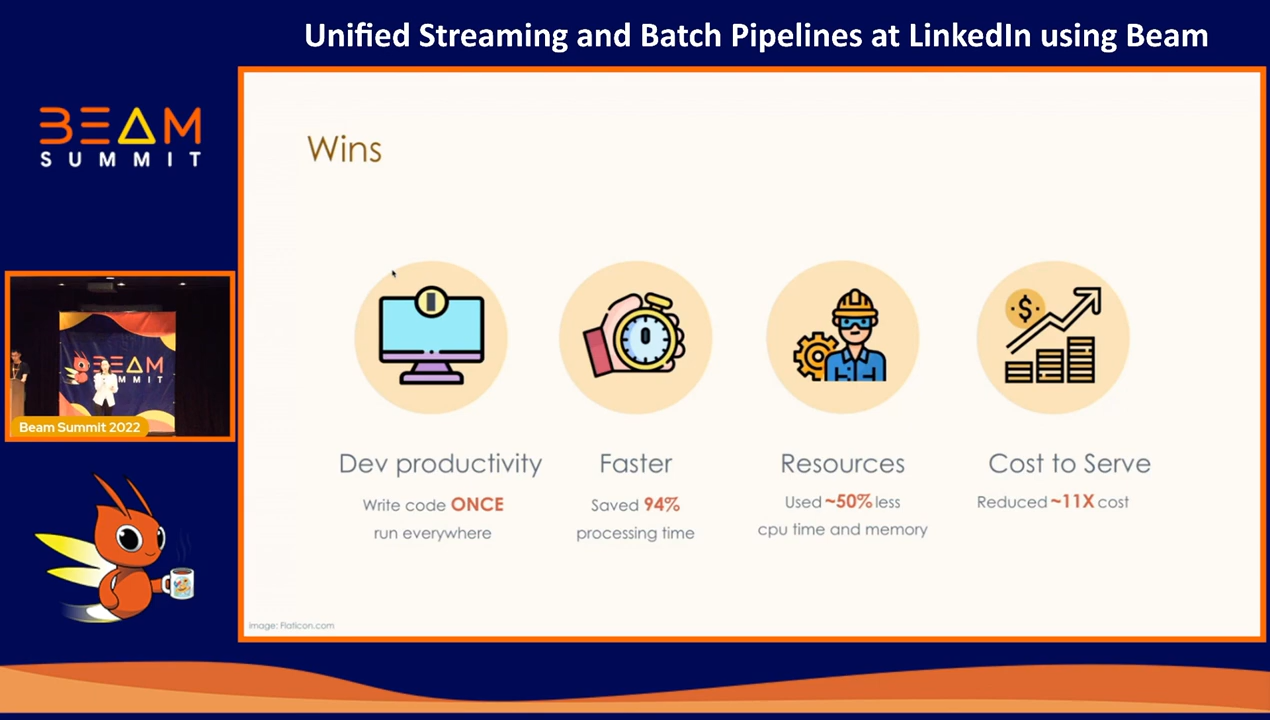 Unified Streaming and Batch Pipelines at LinkedIn using Beam
BEAM
SUMMIT
Wins
BEAM
SUMMIT
Beam Summit 2022
Dev productivity
Write code ONCE
run everywhere
Faster
Saved 94%
processing time
Resources
Used ~50% less
cpu time and memory
Cost to Serve
Reduced ~11X cost
image: Flaticon.com